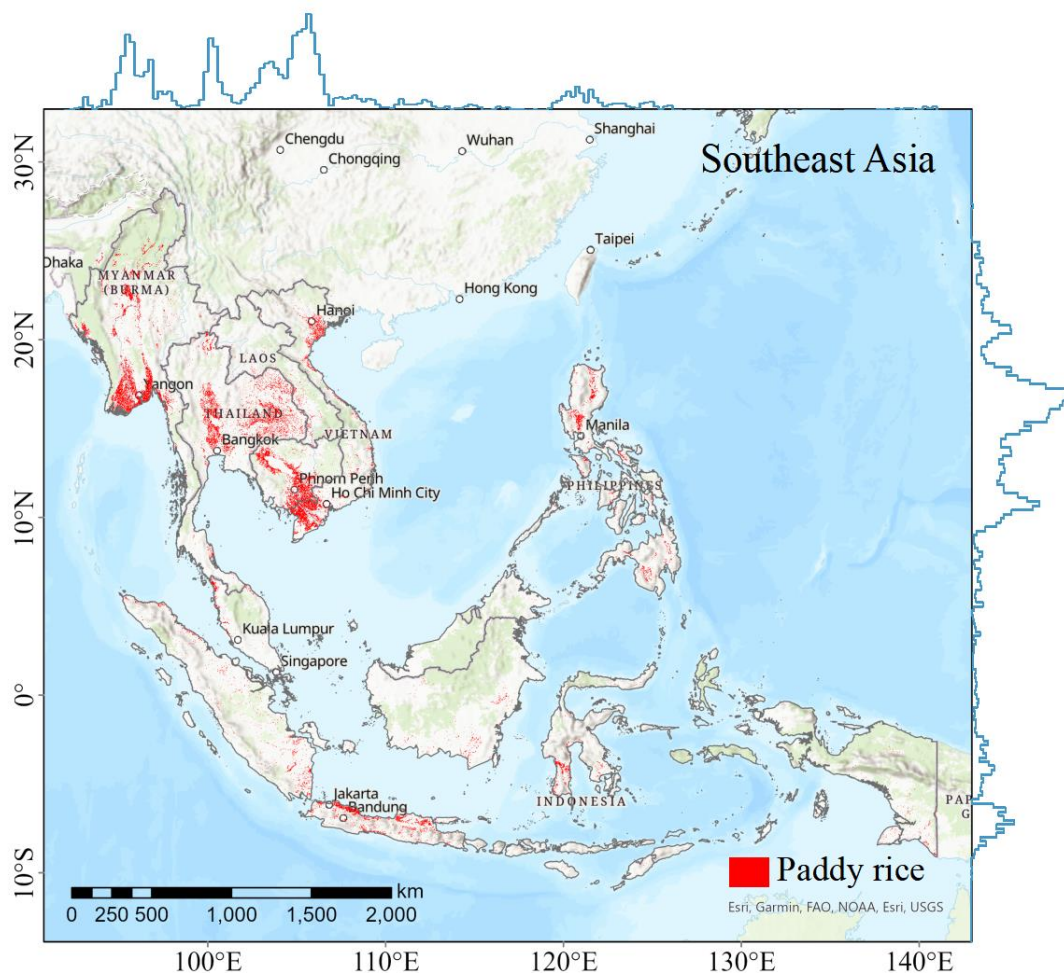 Southeast Asia
Chengdu
Chongqing
Wuhan
Shanghai
Taipei
Hong Kong
Dhaka
MYANMAR
(BURMA)
Hanoi
LAOS
Yangon
THAILAND
VIETNAM
Bangkok
Manila
Phnom Penh
Ho Chi Minh City
PHILIPPINES
Kuala Lumpur
Singapore
Jakarta
Bandung
INDONESIA
PAP
G
Paddy rice
Esri, Garmin, FAO, NOAA, Esri, USGS
km
0 250 500 1,000 1,500 2,000
30°N
20°N
10°N
0°
10°S
100°E 110°E 120°E 130°E 140°E